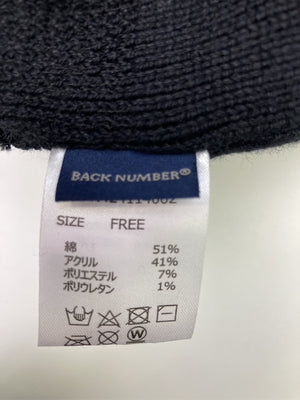 BACK NUMBER®
SIZE FREE
綿 51%
アクリル 41%
ポリエステル 7%
ポリウレタン 1%
W